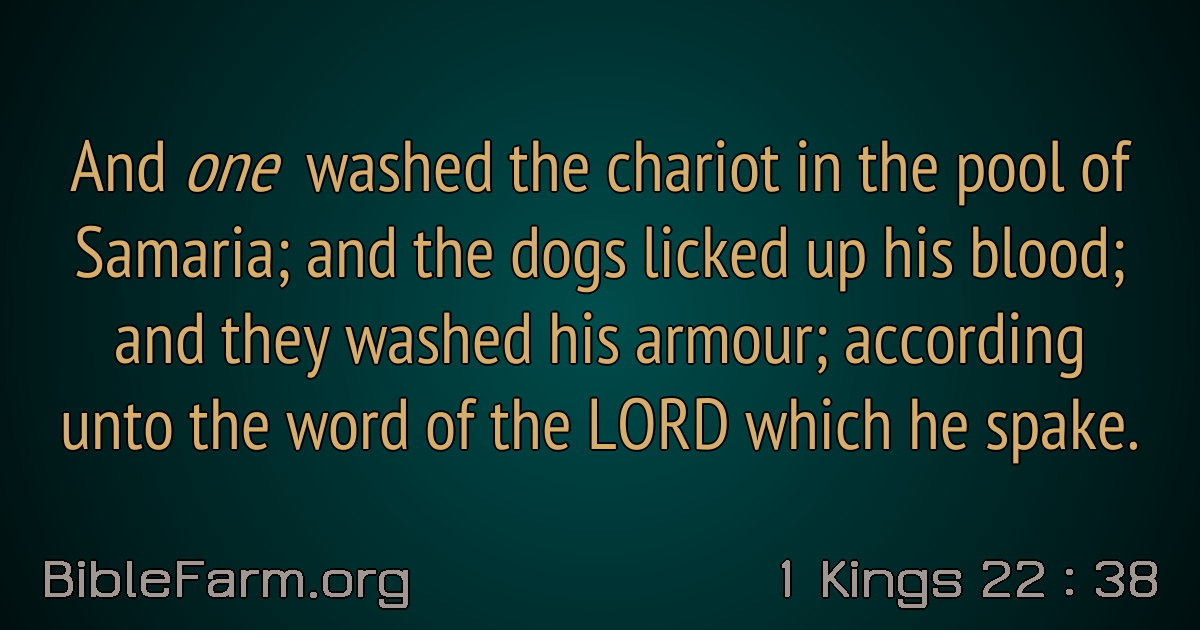 And one washed the chariot in the pool of
Samaria; and the dogs licked up his blood;
and they washed his armour; according
unto the word of the LORD which he spake.
BibleFarm.org
1 Kings 22 : 38